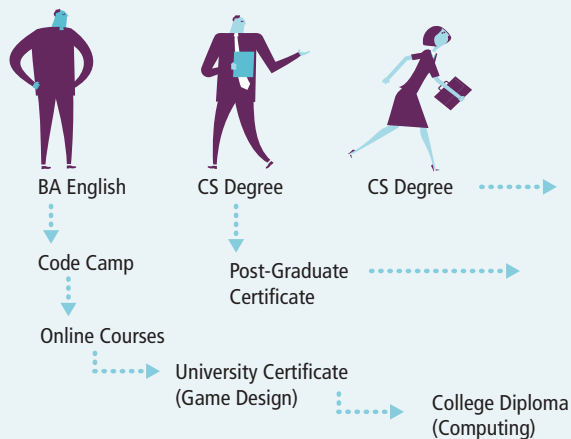 BA English
CS Degree
CS Degree
Code Camp
Post-Graduate
Certificate
Online Courses
University Certificate
(Game Design)
College Diploma
(Computing)